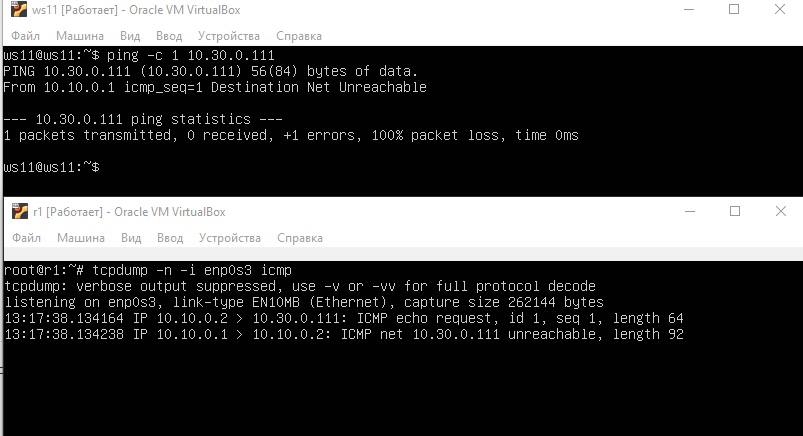 ws11 [Работает] - Oracle VM VirtualBox
Файл Машина Вид Ввод Устройства Справка
ws11@ws11:~$ ping -c 1 10.30.0.111
PING 10.30.0.111 (10.30.0.111) 56(84) bytes of data.
From 10.10.0.1 icmp_seq=1 Destination Net Unreachable
--- 10.30.0.111 ping statistics ---
1 packets transmitted, 0 received, +1 errors, 100% packet loss, time 0ms
ws11@ws11:~$
r1 [Работает] - Oracle VM VirtualBox
Файл Машина Вид Ввод Устройства Справка
root@r1:~# tcpdump -n -i enp0s3 icmp
tcpdump: verbose output suppressed, use -v or -vv for full protocol decode
listening on enp0s3, link-type EN10MB (Ethernet), capture size 262144 bytes
13:17:38.134164 IP 10.10.0.2 > 10.30.0.111: ICMP echo request, id 1, seq 1, length 64
13:17:38.134238 IP 10.10.0.1 > 10.10.0.2: ICMP net 10.30.0.111 unreachable, length 92